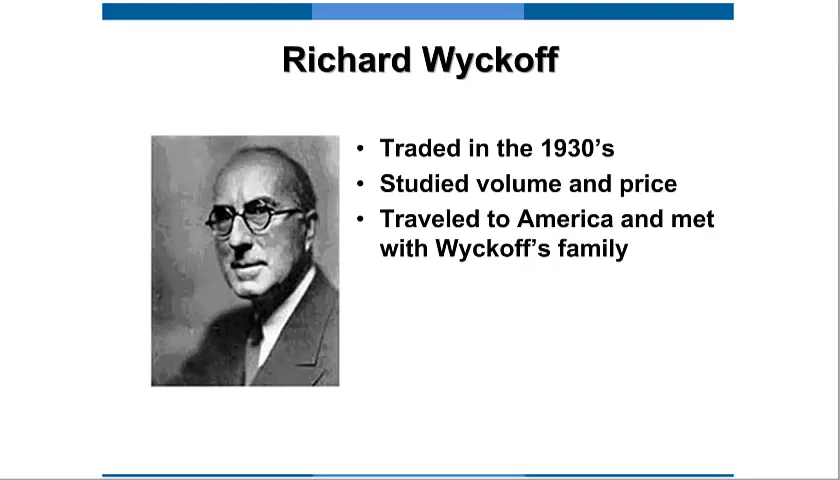 Richard Wyckoff
• Traded in the 1930’s
• Studied volume and price
• Traveled to America and met
with Wyckoff’s family